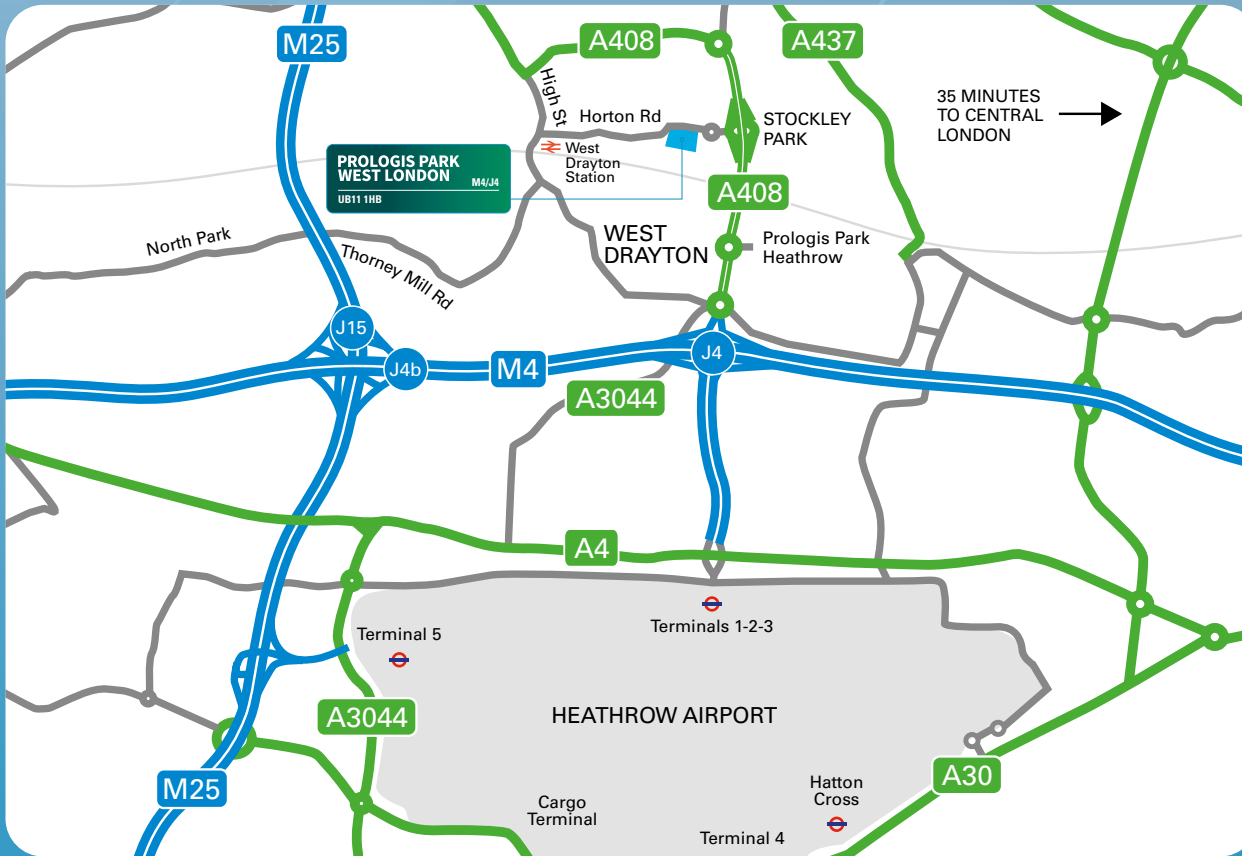 M25
A408
A437
High St
Horton Rd
35 MINUTES
TO CENTRAL
LONDON
STOCKLEY
PARK
West
Drayton
Station
PROLOGIS PARK
WEST LONDON
M4/J4
UB11 1HB
A408
North Park
Thorney Mill Rd
WEST
DRAYTON
Prologis Park
Heathrow
J15
J4b
M4
J4
A3044
A4
Terminals 1-2-3
Terminal 5
A3044
HEATHROW AIRPORT
M25
A30
Hatton
Cross
Cargo
Terminal
Terminal 4